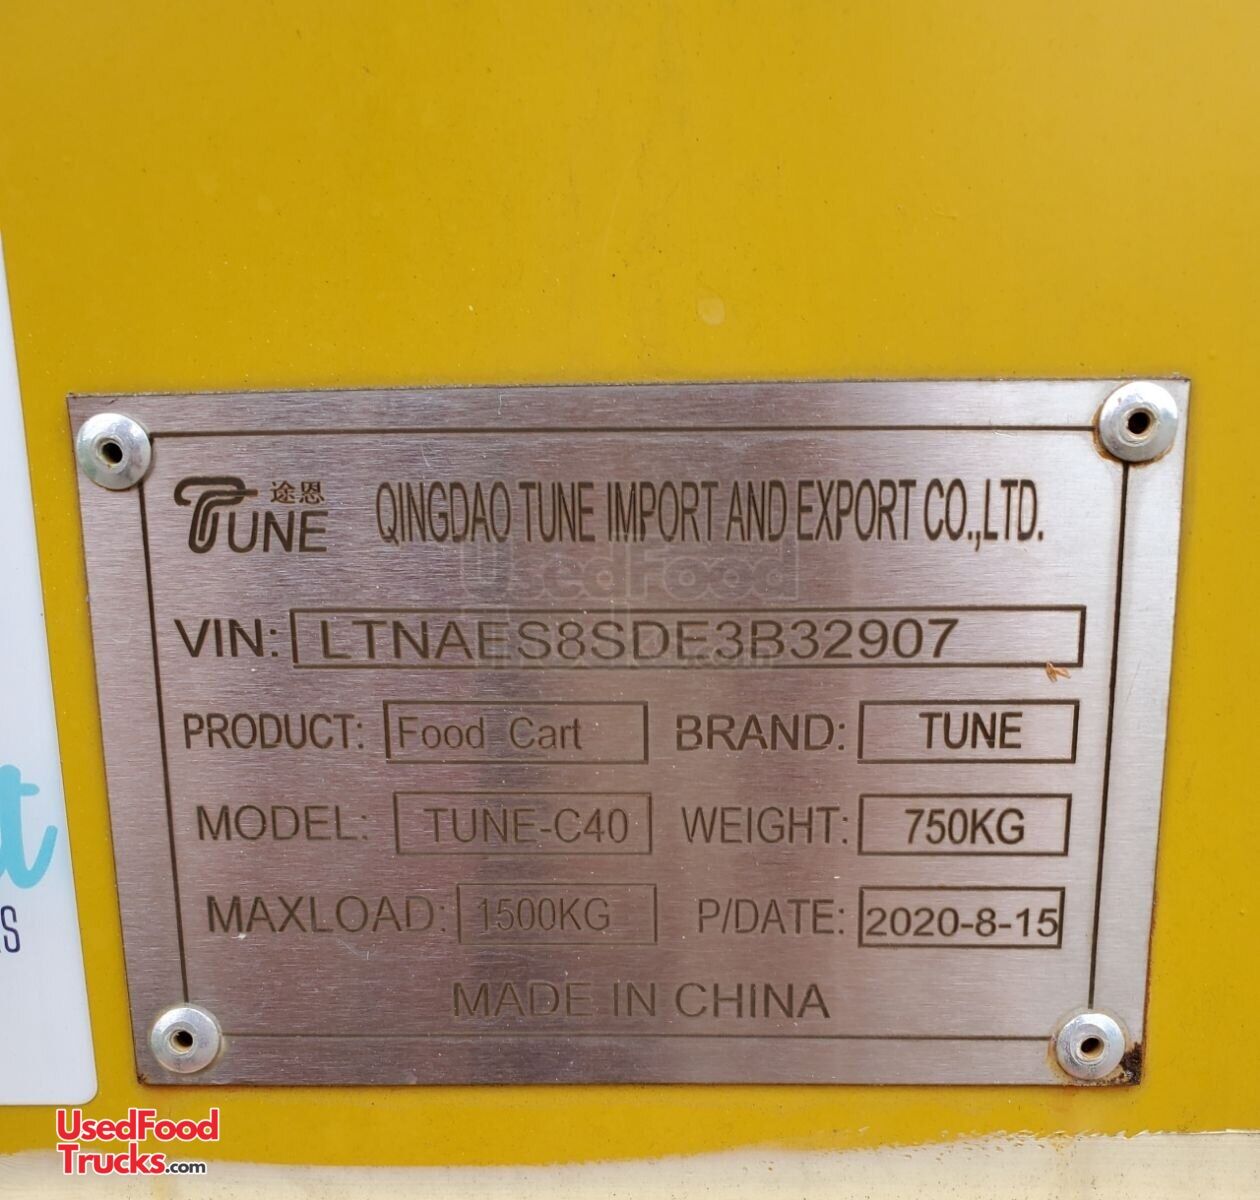 途恩
TUNE
QINGDAO TUNE IMPORT AND EXPORT CO.,LTD.
VIN: LTNAES8SDE3B32907
PRODUCT: Food Cart BRAND: TUNE
MODEL: TUNE-C40 WEIGHT: 750KG
MAXLOAD: 1500KG P/DATE: 2020-8-15
MADE IN CHINA
UsedFood
Trucks.com